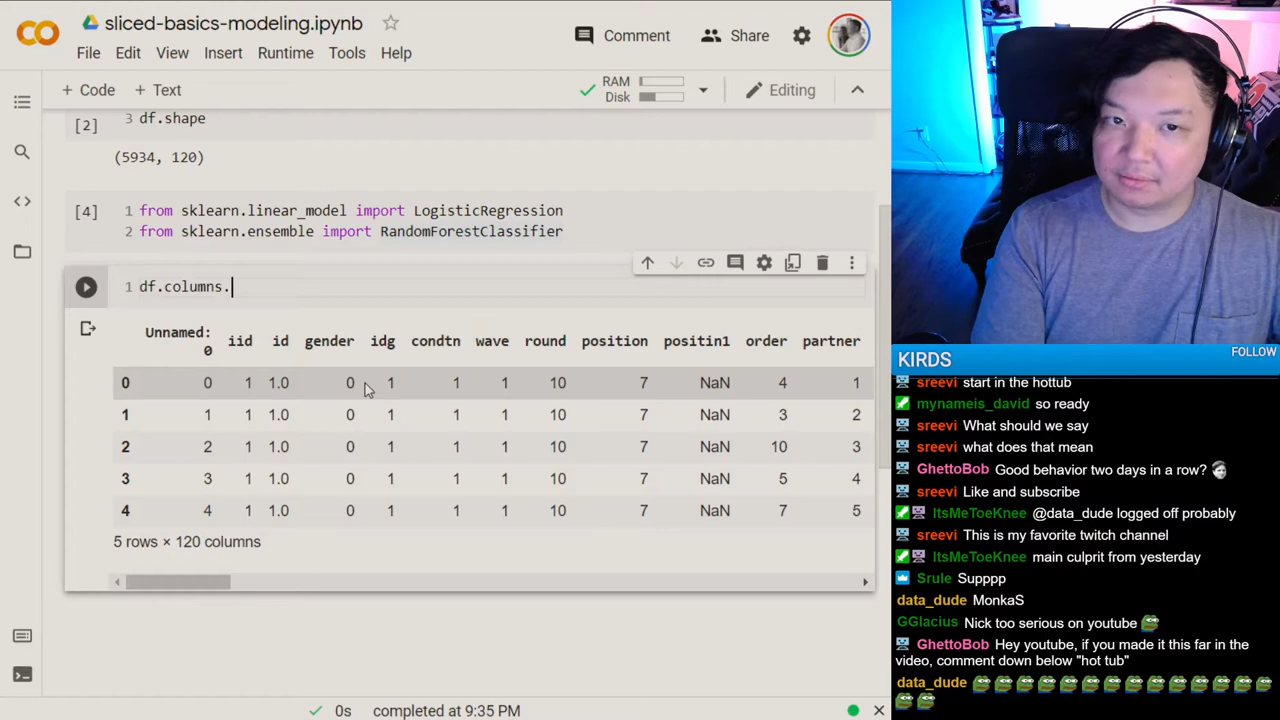 sliced-basics-modeling.ipynb
File Edit View Insert Runtime Tools Help
Comment Share
+ Code + Text
RAM
Disk
Editing
[2] 3 df.shape
(5934, 120)
[4] 1 from sklearn.linear_model import LogisticRegression
2 from sklearn.ensemble import RandomForestClassifier
1 df.columns.
Unnamed: 0 iid id gender idg condtn wave round position positin1 order partner
0 0 1 1.0 0 1 1 1 10 7 NaN 4 1
1 1 1 1.0 0 1 1 1 10 7 NaN 3 2
2 2 1 1.0 0 1 1 1 10 7 NaN 10 3
3 3 1 1.0 0 1 1 1 10 7 NaN 5 4
4 4 1 1.0 0 1 1 1 10 7 NaN 7 5
5 rows × 120 columns
0s completed at 9:35 PM
KIRDS FOLLOW
sreevi start in the hottub
mynameis_david so ready
sreevi What should we say
sreevi what does that mean
GhettoBob Good behavior two days in a row?
sreevi Like and subscribe
ItsMeToeKnee @data_dude logged off probably
sreevi This is my favorite twitch channel
ItsMeToeKnee main culprit from yesterday
Srule Supppp
data_dude MonkaS
GGlacius Nick too serious on youtube
GhettoBob Hey youtube, if you made it this far in the
video, comment down below "hot tub"
data_dude